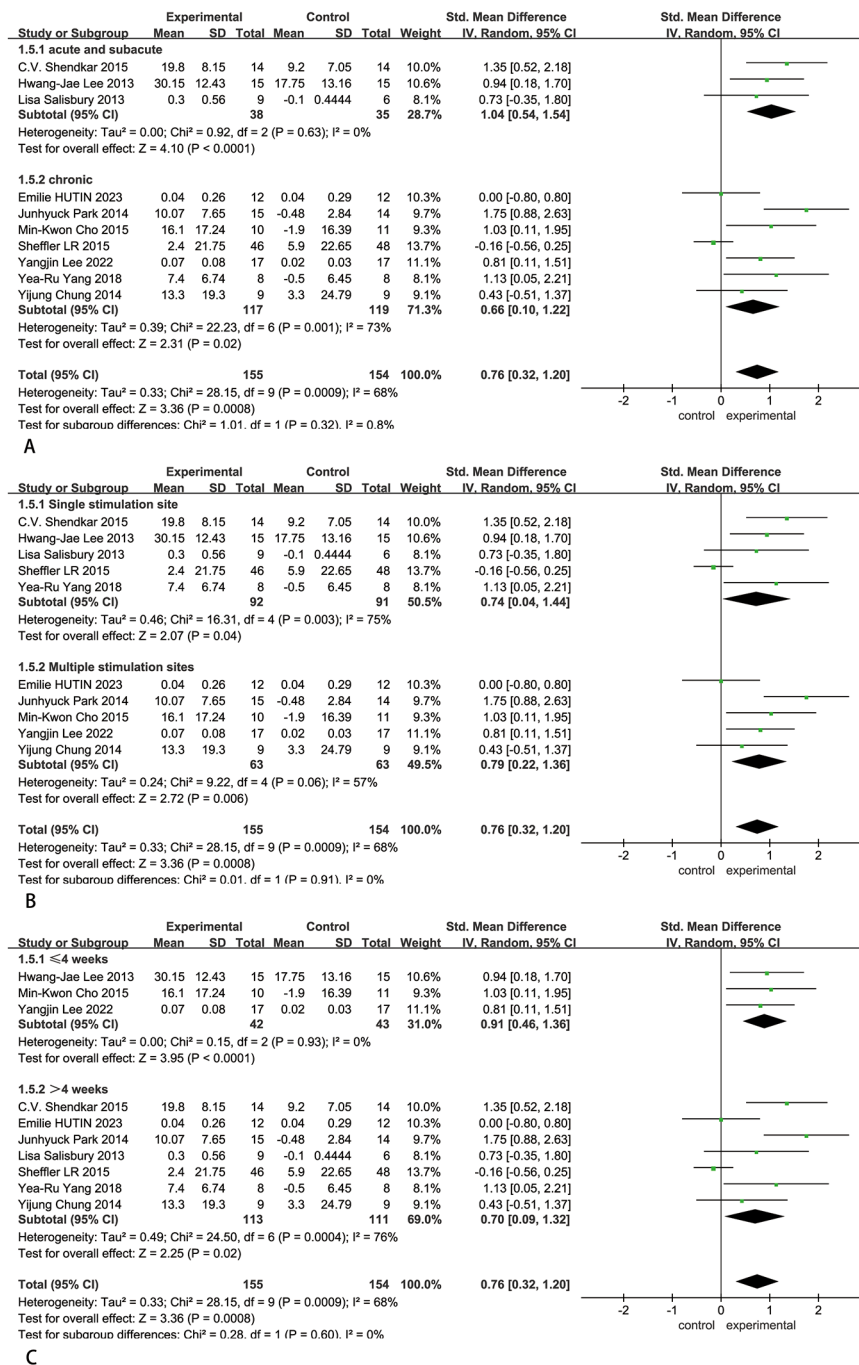 Experimental Control Std. Mean Difference Std. Mean Difference
Study or Subgroup Mean SD Total Mean SD Total Weight IV, Random, 95% CI IV, Random, 95% CI
1.5.1 acute and subacute
C.V. Shendkar 2015 19.8 8.15 14 9.2 7.05 14 10.0% 1.35 [0.52, 2.18]
Hwang-Jae Lee 2013 30.15 12.43 15 17.75 13.16 15 10.6% 0.94 [0.18, 1.70]
Lisa Salisbury 2013 0.3 0.56 9 -0.1 0.4444 6 8.1% 0.73 [-0.35, 1.80]
Subtotal (95% CI) 38 35 28.7% 1.04 [0.54, 1.54]
Heterogeneity: Tau² = 0.00; Chi² = 0.92, df = 2 (P = 0.63); I² = 0%
Test for overall effect: Z = 4.10 (P < 0.0001)
1.5.2 chronic
Emilie HUTIN 2023 0.04 0.26 12 0.04 0.29 12 10.3% 0.00 [-0.80, 0.80]
Junhyuck Park 2014 10.07 7.65 15 -0.48 2.84 14 9.7% 1.75 [0.88, 2.63]
Min-Kwon Cho 2015 16.1 17.24 10 -1.9 16.39 11 9.3% 1.03 [0.11, 1.95]
Sheffler LR 2015 2.4 21.75 46 5.9 22.65 48 13.7% -0.16 [-0.56, 0.25]
Yangjin Lee 2022 0.07 0.08 17 0.02 0.03 17 11.1% 0.81 [0.11, 1.51]
Yea-Ru Yang 2018 7.4 6.74 8 -0.5 6.45 8 8.1% 1.13 [0.05, 2.21]
Yijung Chung 2014 13.3 19.3 9 3.3 24.79 9 9.1% 0.43 [-0.51, 1.37]
Subtotal (95% CI) 117 119 71.3% 0.66 [0.10, 1.22]
Heterogeneity: Tau² = 0.39; Chi² = 22.23, df = 6 (P = 0.001); I² = 73%
Test for overall effect: Z = 2.31 (P = 0.02)
Total (95% CI) 155 154 100.0% 0.76 [0.32, 1.20]
Heterogeneity: Tau² = 0.33; Chi² = 28.15, df = 9 (P = 0.0009); I² = 68%
Test for overall effect: Z = 3.36 (P = 0.0008)
Test for subgroup differences: Chi² = 1.01, df = 1 (P = 0.32), I² = 0.8%
-2 -1 0 1 2
control experimental
A
Experimental Control Std. Mean Difference Std. Mean Difference
Study or Subgroup Mean SD Total Mean SD Total Weight IV, Random, 95% CI IV, Random, 95% CI
1.5.1 Single stimulation site
C.V. Shendkar 2015 19.8 8.15 14 9.2 7.05 14 10.0% 1.35 [0.52, 2.18]
Hwang-Jae Lee 2013 30.15 12.43 15 17.75 13.16 15 10.6% 0.94 [0.18, 1.70]
Lisa Salisbury 2013 0.3 0.56 9 -0.1 0.4444 6 8.1% 0.73 [-0.35, 1.80]
Sheffler LR 2015 2.4 21.75 46 5.9 22.65 48 13.7% -0.16 [-0.56, 0.25]
Yea-Ru Yang 2018 7.4 6.74 8 -0.5 6.45 8 8.1% 1.13 [0.05, 2.21]
Subtotal (95% CI) 92 91 50.5% 0.74 [0.04, 1.44]
Heterogeneity: Tau² = 0.46; Chi² = 16.31, df = 4 (P = 0.003); I² = 75%
Test for overall effect: Z = 2.07 (P = 0.04)
1.5.2 Multiple stimulation sites
Emilie HUTIN 2023 0.04 0.26 12 0.04 0.29 12 10.3% 0.00 [-0.80, 0.80]
Junhyuck Park 2014 10.07 7.65 15 -0.48 2.84 14 9.7% 1.75 [0.88, 2.63]
Min-Kwon Cho 2015 16.1 17.24 10 -1.9 16.39 11 9.3% 1.03 [0.11, 1.95]
Yangjin Lee 2022 0.07 0.08 17 0.02 0.03 17 11.1% 0.81 [0.11, 1.51]
Yijung Chung 2014 13.3 19.3 9 3.3 24.79 9 9.1% 0.43 [-0.51, 1.37]
Subtotal (95% CI) 63 63 49.5% 0.79 [0.22, 1.36]
Heterogeneity: Tau² = 0.24; Chi² = 9.22, df = 4 (P = 0.06); I² = 57%
Test for overall effect: Z = 2.72 (P = 0.006)
Total (95% CI) 155 154 100.0% 0.76 [0.32, 1.20]
Heterogeneity: Tau² = 0.33; Chi² = 28.15, df = 9 (P = 0.0009); I² = 68%
Test for overall effect: Z = 3.36 (P = 0.0008)
Test for subgroup differences: Chi² = 0.01, df = 1 (P = 0.91), I² = 0%
-2 -1 0 1 2
control experimental
B
Experimental Control Std. Mean Difference Std. Mean Difference
Study or Subgroup Mean SD Total Mean SD Total Weight IV, Random, 95% CI IV, Random, 95% CI
1.5.1 ≤4 weeks
Hwang-Jae Lee 2013 30.15 12.43 15 17.75 13.16 15 10.6% 0.94 [0.18, 1.70]
Min-Kwon Cho 2015 16.1 17.24 10 -1.9 16.39 11 9.3% 1.03 [0.11, 1.95]
Yangjin Lee 2022 0.07 0.08 17 0.02 0.03 17 11.1% 0.81 [0.11, 1.51]
Subtotal (95% CI) 42 43 31.0% 0.91 [0.46, 1.36]
Heterogeneity: Tau² = 0.00; Chi² = 0.15, df = 2 (P = 0.93); I² = 0%
Test for overall effect: Z = 3.95 (P < 0.0001)
1.5.2 >4 weeks
C.V. Shendkar 2015 19.8 8.15 14 9.2 7.05 14 10.0% 1.35 [0.52, 2.18]
Emilie HUTIN 2023 0.04 0.26 12 0.04 0.29 12 10.3% 0.00 [-0.80, 0.80]
Junhyuck Park 2014 10.07 7.65 15 -0.48 2.84 14 9.7% 1.75 [0.88, 2.63]
Lisa Salisbury 2013 0.3 0.56 9 -0.1 0.4444 6 8.1% 0.73 [-0.35, 1.80]
Sheffler LR 2015 2.4 21.75 46 5.9 22.65 48 13.7% -0.16 [-0.56, 0.25]
Yea-Ru Yang 2018 7.4 6.74 8 -0.5 6.45 8 8.1% 1.13 [0.05, 2.21]
Yijung Chung 2014 13.3 19.3 9 3.3 24.79 9 9.1% 0.43 [-0.51, 1.37]
Subtotal (95% CI) 113 111 69.0% 0.70 [0.09, 1.32]
Heterogeneity: Tau² = 0.49; Chi² = 24.50, df = 6 (P = 0.0004); I² = 76%
Test for overall effect: Z = 2.25 (P = 0.02)
Total (95% CI) 155 154 100.0% 0.76 [0.32, 1.20]
Heterogeneity: Tau² = 0.33; Chi² = 28.15, df = 9 (P = 0.0009); I² = 68%
Test for overall effect: Z = 3.36 (P = 0.0008)
Test for subgroup differences: Chi² = 0.28, df = 1 (P = 0.60), I² = 0%
-2 -1 0 1 2
control experimental
C